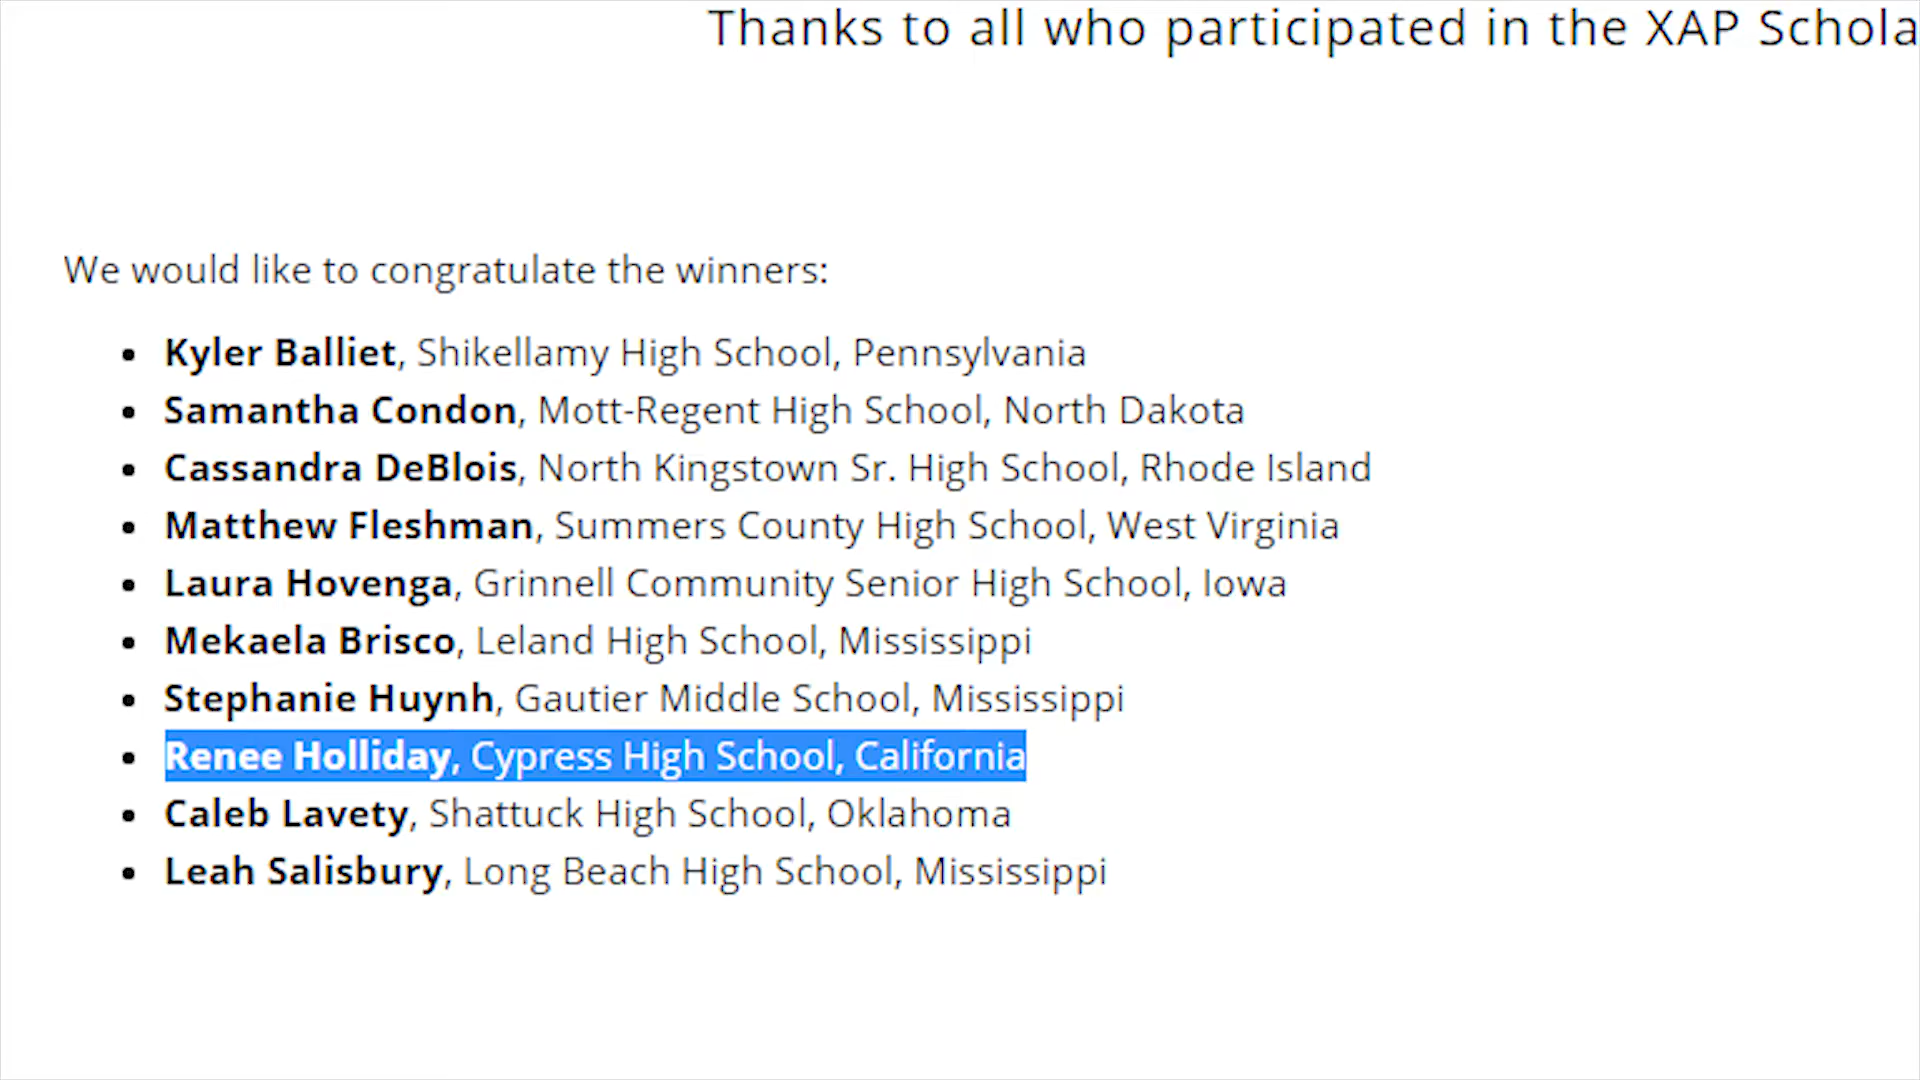 Thanks to all who participated in the XAP Schola
We would like to congratulate the winners:
• Kyler Balliet, Shikellamy High School, Pennsylvania
• Samantha Condon, Mott-Regent High School, North Dakota
• Cassandra DeBlois, North Kingstown Sr. High School, Rhode Island
• Matthew Fleshman, Summers County High School, West Virginia
• Laura Hovenga, Grinnell Community Senior High School, Iowa
• Mekaela Brisco, Leland High School, Mississippi
• Stephanie Huynh, Gautier Middle School, Mississippi
• Renee Holliday, Cypress High School, California
• Caleb Lavety, Shattuck High School, Oklahoma
• Leah Salisbury, Long Beach High School, Mississippi